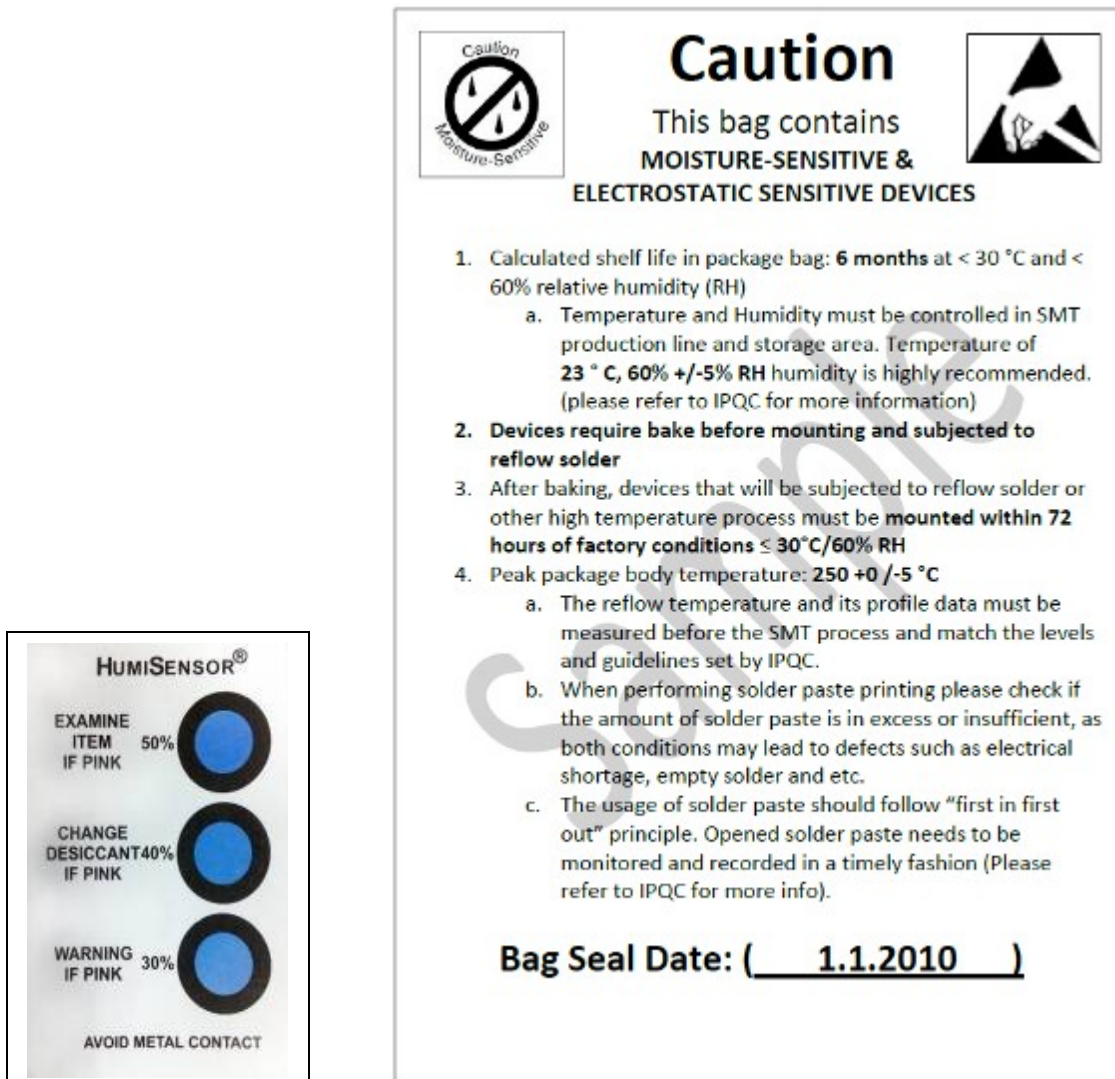 Caution
Moisture-Sensitive
Caution
This bag contains
MOISTURE-SENSITIVE &
ELECTROSTATIC SENSITIVE DEVICES
1. Calculated shelf life in package bag: 6 months at < 30 °C and <
60% relative humidity (RH)
a. Temperature and Humidity must be controlled in SMT
production line and storage area. Temperature of
23 ° C, 60% +/-5% RH humidity is highly recommended.
(please refer to IPQC for more information)
2. Devices require bake before mounting and subjected to
reflow solder
3. After baking, devices that will be subjected to reflow solder or
other high temperature process must be mounted within 72
hours of factory conditions ≤ 30°C/60% RH
4. Peak package body temperature: 250 +0 /-5 °C
a. The reflow temperature and its profile data must be
measured before the SMT process and match the levels
and guidelines set by IPQC.
b. When performing solder paste printing please check if
the amount of solder paste is in excess or insufficient, as
both conditions may lead to defects such as electrical
shortage, empty solder and etc.
c. The usage of solder paste should follow “first in first
out” principle. Opened solder paste needs to be
monitored and recorded in a timely fashion (Please
refer to IPQC for more info).
Bag Seal Date: ( 1.1.2010 )
Sample
HUMISENSOR®
EXAMINE
ITEM 50%
IF PINK
CHANGE
DESICCANT 40%
IF PINK
WARNING 30%
IF PINK
AVOID METAL CONTACT